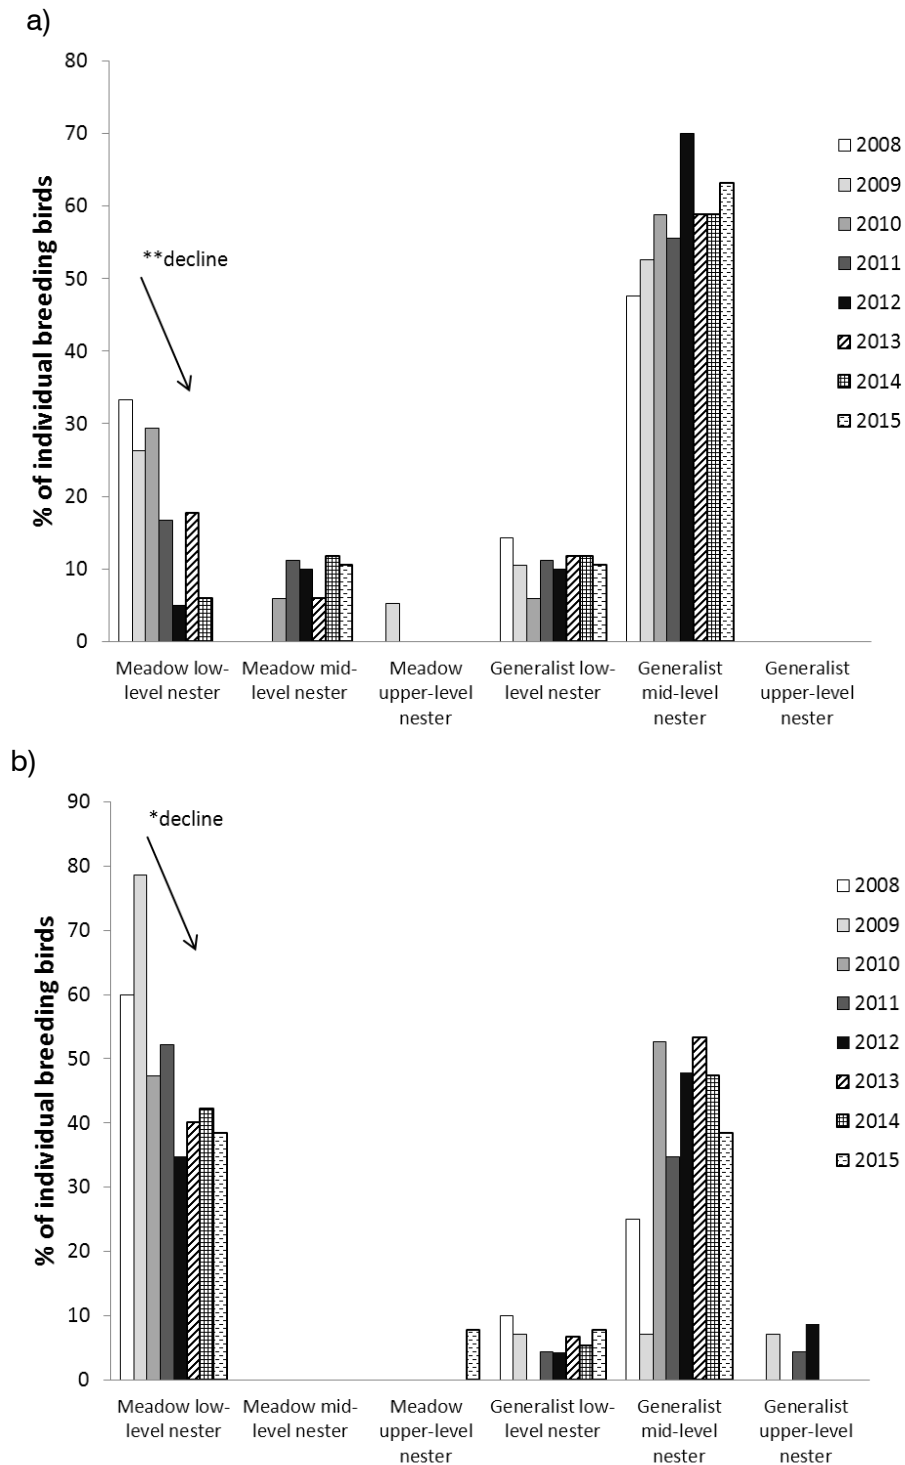 a)
80
70
60
50
40
30
20
10
0
% of individual breeding birds
**decline
2008
2009
2010
2011
2012
2013
2014
2015
Meadow low-
level nester
Meadow mid-
level nester
Meadow
upper-level
nester
Generalist low-
level nester
Generalist
mid-level
nester
Generalist
upper-level
nester
b)
90
80
70
60
50
40
30
20
10
0
% of individual breeding birds
*decline
2008
2009
2010
2011
2012
2013
2014
2015
Meadow low-
level nester
Meadow mid-
level nester
Meadow
upper-level
nester
Generalist low-
level nester
Generalist
mid-level
nester
Generalist
upper-level
nester